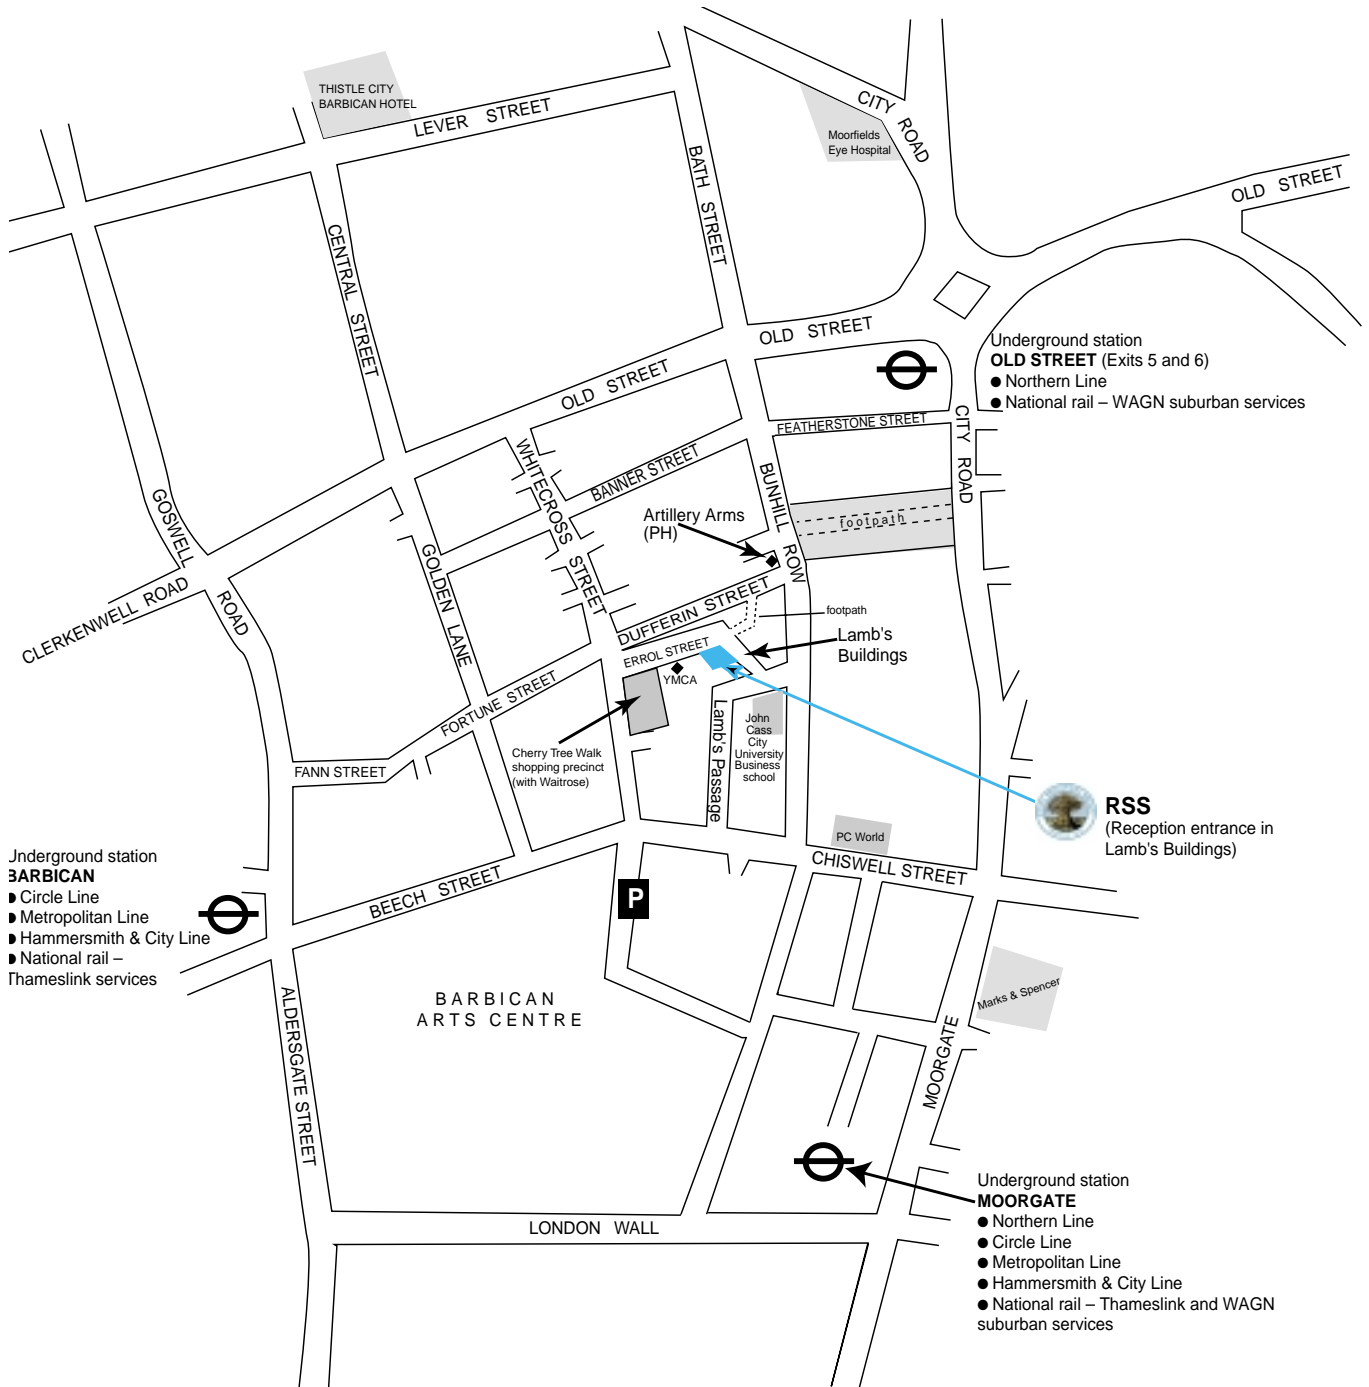 THISTLE CITY
BARBICAN HOTEL
LEVER STREET
CITY ROAD
Moorfields
Eye Hospital
BATH STREET
OLD STREET
CENTRAL STREET
OLD STREET
Underground station
OLD STREET (Exits 5 and 6)
● Northern Line
● National rail – WAGN suburban services
OLD STREET
FEATHERSTONE STREET
CITY ROAD
WHITECROSS STREET
BANNER STREET
BUNHILL ROW
GOSWELL ROAD
Artillery Arms
(PH)
footpath
GOLDEN LANE
CLERKENWELL ROAD
DUFFERIN STREET
footpath
Lamb's
Buildings
ERROL STREET
YMCA
FORTUNE STREET
Lamb's Passage
John
Cass
City
University
Business
school
Cherry Tree Walk
shopping precinct
(with Waitrose)
FANN STREET
RSS
(Reception entrance in
Lamb's Buildings)
PC World
CHISWELL STREET
Underground station
BARBICAN
● Circle Line
● Metropolitan Line
● Hammersmith & City Line
● National rail –
Thameslink services
BEECH STREET
P
BARBICAN
ARTS CENTRE
Marks & Spencer
ALDERSGATE STREET
MOORGATE
Underground station
MOORGATE
● Northern Line
● Circle Line
● Metropolitan Line
● Hammersmith & City Line
● National rail – Thameslink and WAGN
suburban services
LONDON WALL